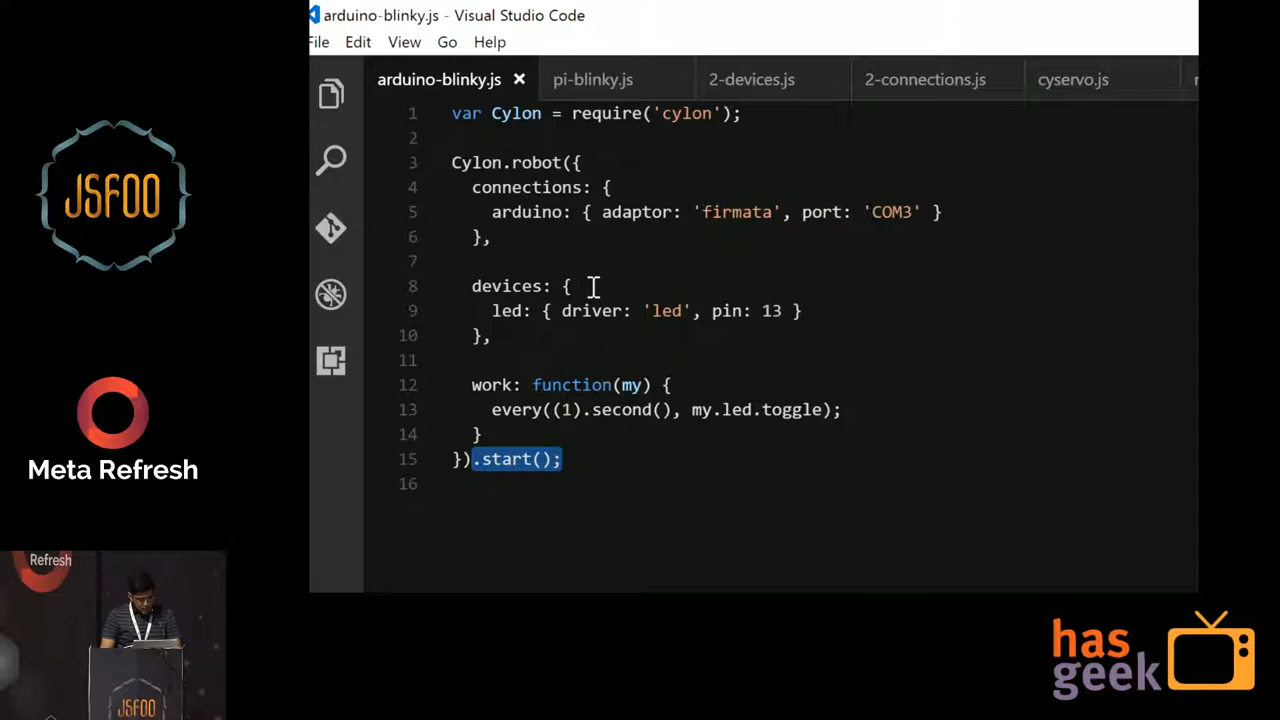 arduino-blinky.js - Visual Studio Code
File Edit View Go Help
arduino-blinky.js × pi-blinky.js 2-devices.js 2-connections.js cyservo.js
1 var Cylon = require('cylon');
2
3 Cylon.robot({
4 connections: {
5 arduino: { adaptor: 'firmata', port: 'COM3' }
6 },
7
8 devices: {
9 led: { driver: 'led', pin: 13 }
10 },
11
12 work: function(my) {
13 every((1).second(), my.led.toggle);
14 }
15 }).start();
16
JSFOO
Meta Refresh
Refresh
JSFOO
has
geek